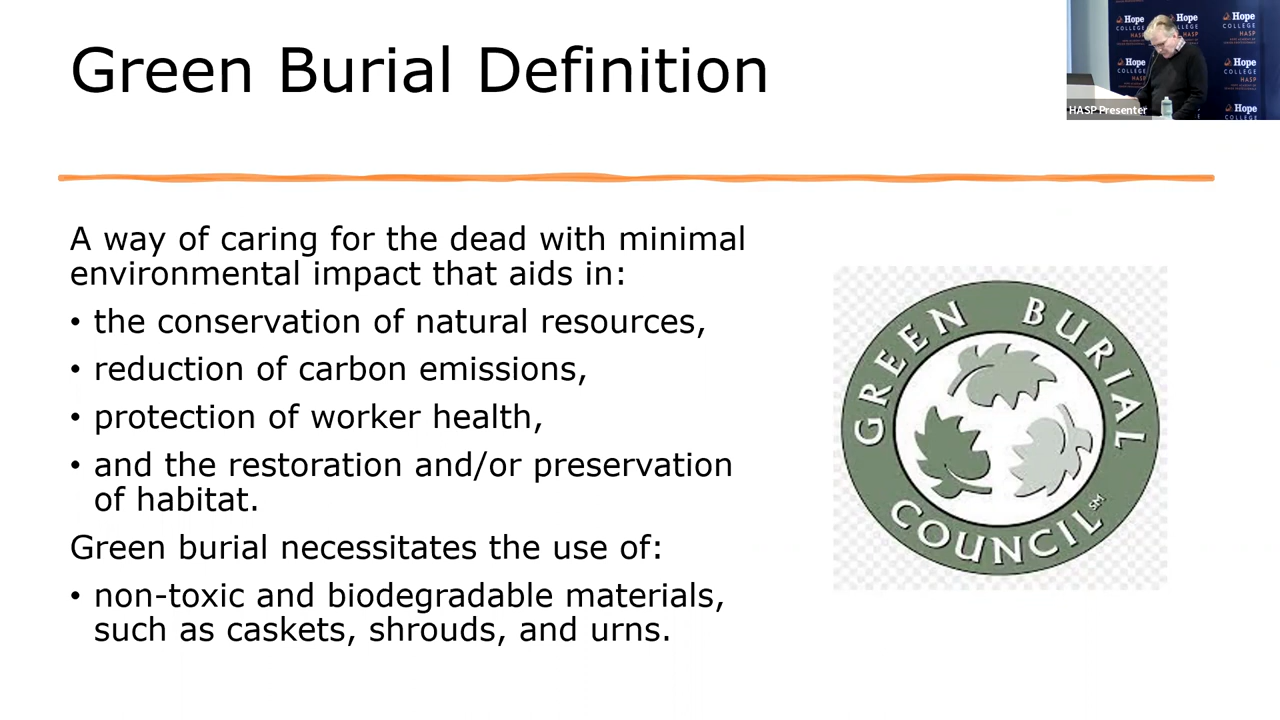 Green Burial Definition
A way of caring for the dead with minimal
environmental impact that aids in:
• the conservation of natural resources,
• reduction of carbon emissions,
• protection of worker health,
• and the restoration and/or preservation
of habitat.
Green burial necessitates the use of:
• non-toxic and biodegradable materials,
such as caskets, shrouds, and urns.
GREEN BURIAL
COUNCIL SM
Hope
COLLEGE
HASP
HASP Presenter